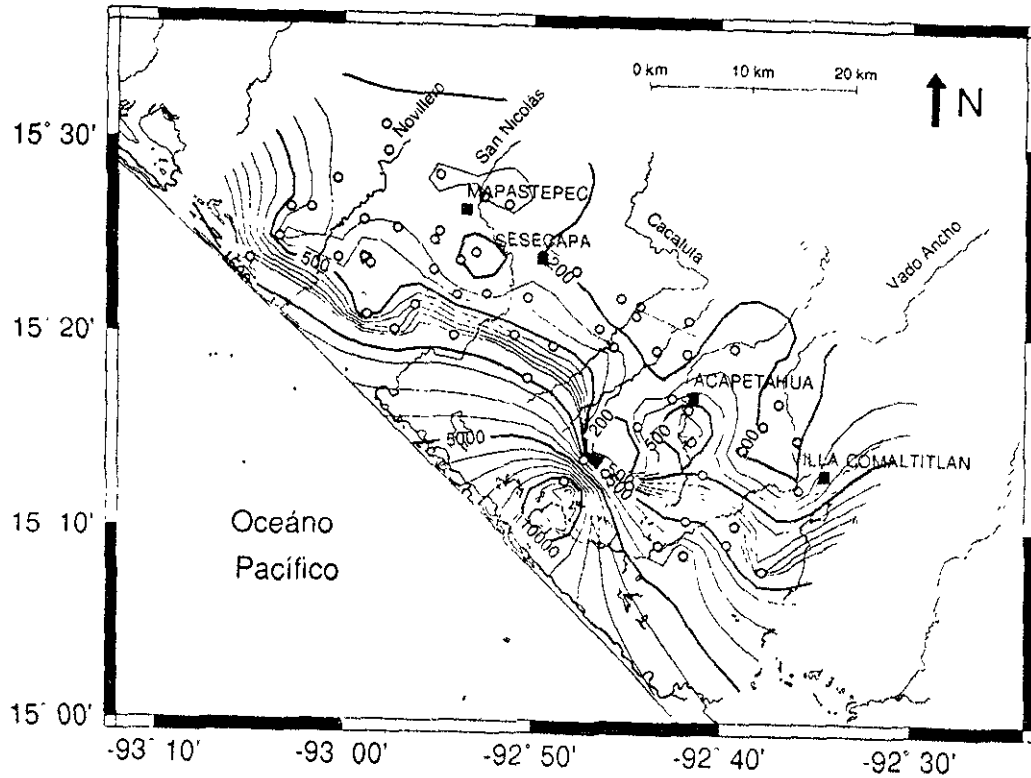 0 km 10 km 20 km
N
15° 30'
15° 20'
15° 10'
15° 00'
-93° 10' -93° 00' -92° 50' -92° 40' -92° 30'
Novillero
San Nicolás
Cacaluta
Vado Ancho
MAPASTEPEC
SESECAPA
ACAPETAHUA
VILLA COMALTITLAN
500
200
200
500
5000
500
10000
Oceáno
Pacífico